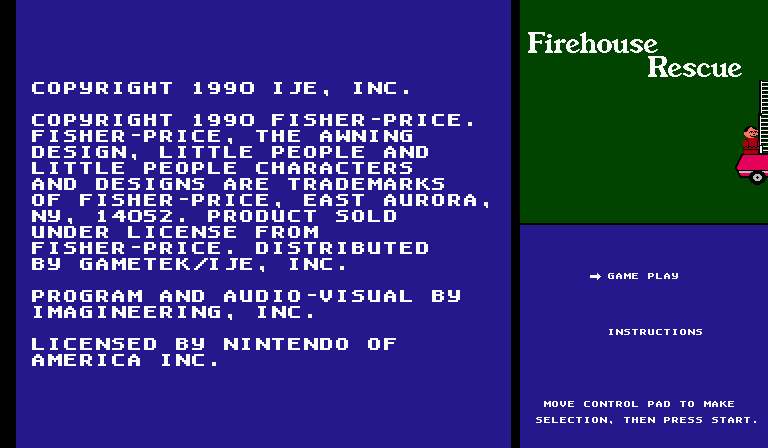 COPYRIGHT 1990 IJE, INC.
COPYRIGHT 1990 FISHER-PRICE.
FISHER-PRICE, THE AWNING
DESIGN, LITTLE PEOPLE AND
LITTLE PEOPLE CHARACTERS
AND DESIGNS ARE TRADEMARKS
OF FISHER-PRICE, EAST AURORA,
NY, 14052. PRODUCT SOLD
UNDER LICENSE FROM
FISHER-PRICE. DISTRIBUTED
BY GAMETEK/IJE, INC.
PROGRAM AND AUDIO-VISUAL BY
IMAGINEERING, INC.
LICENSED BY NINTENDO OF
AMERICA INC.
Firehouse
Rescue
GAME PLAY
INSTRUCTIONS
MOVE CONTROL PAD TO MAKE
SELECTION, THEN PRESS START.